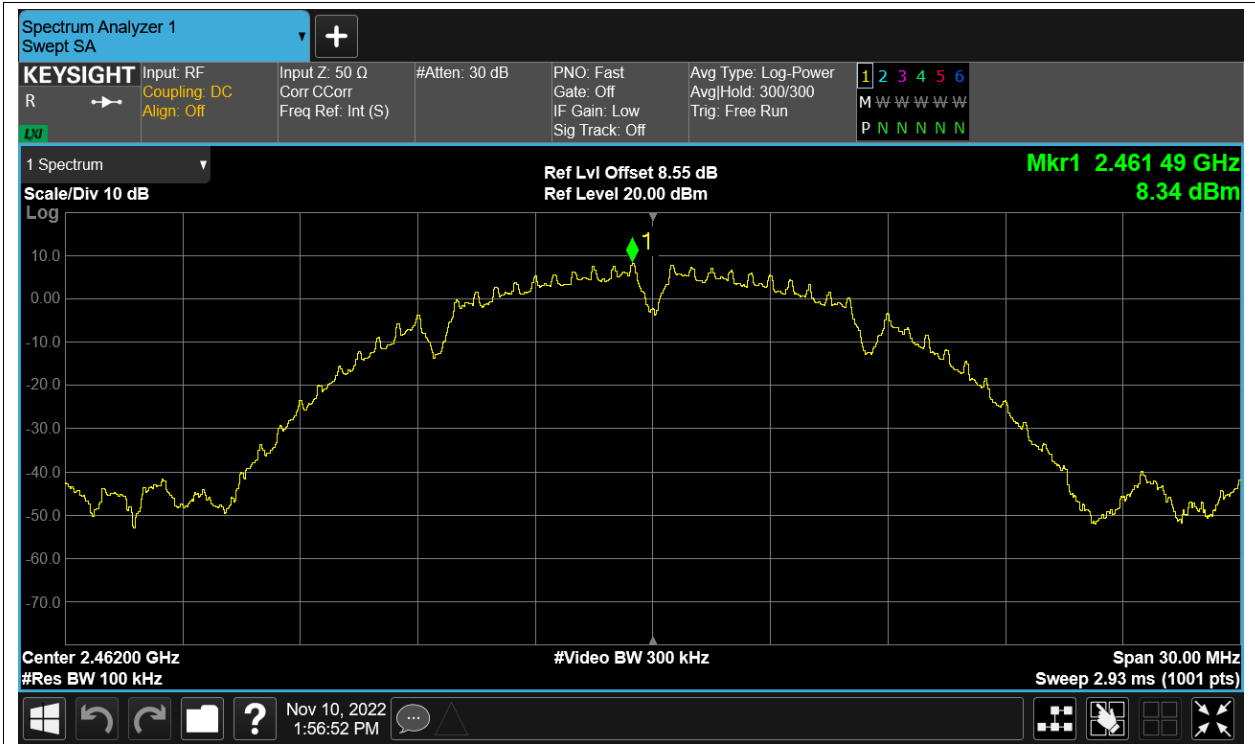 Spectrum Analyzer 1
Swept SA
KEYSIGHT
R
LXI
Input: RF
Coupling: DC
Align: Off
Input Z: 50 Ω
Corr CCorr
Freq Ref: Int (S)
#Atten: 30 dB
PNO: Fast
Gate: Off
IF Gain: Low
Sig Track: Off
Avg Type: Log-Power
Avg|Hold: 300/300
Trig: Free Run
1 2 3 4 5 6
M W W W W W W
P N N N N N
1 Spectrum
Scale/Div 10 dB
Ref Lvl Offset 8.55 dB
Ref Level 20.00 dBm
Mkr1 2.461 49 GHz
8.34 dBm
Log
1
10.0
0.00
-10.0
-20.0
-30.0
-40.0
-50.0
-60.0
-70.0
Center 2.46200 GHz
#Video BW 300 kHz
Span 30.00 MHz
#Res BW 100 kHz
Sweep 2.93 ms (1001 pts)
?
Nov 10, 2022
1:56:52 PM